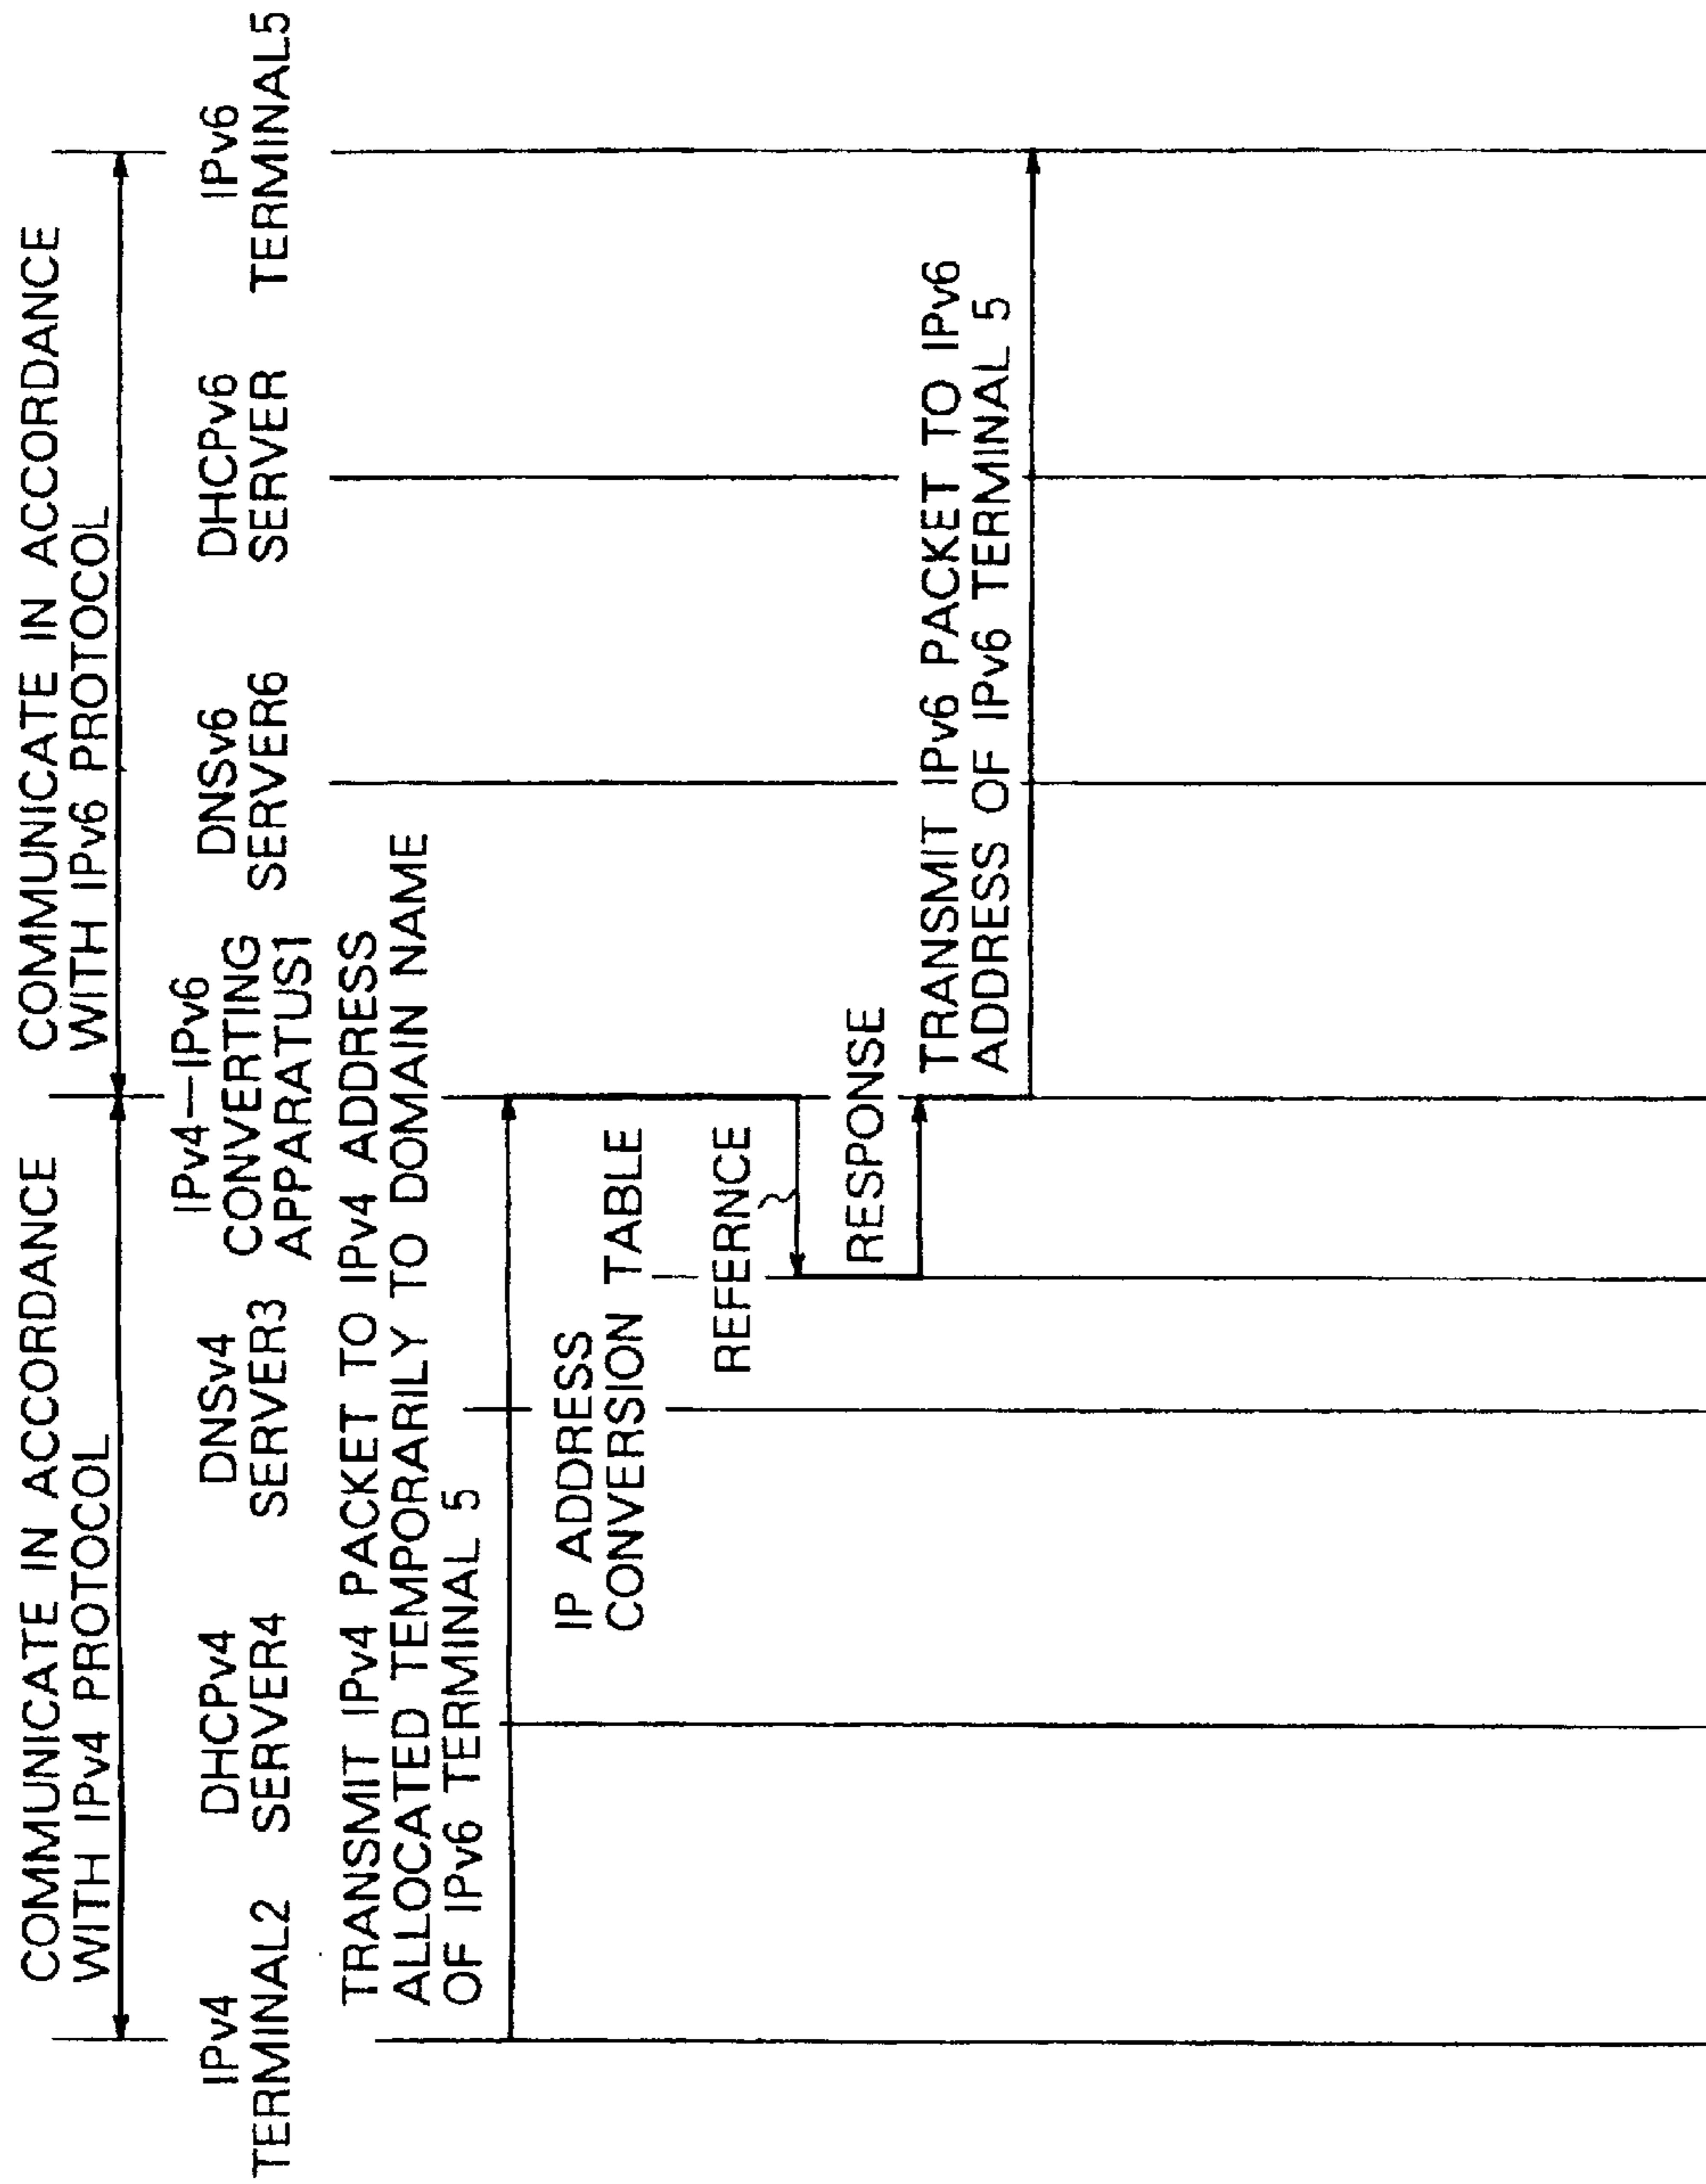 COMMUNICATE IN ACCORDANCE
WITH IPv4 PROTOCOL
COMMUNICATE IN ACCORDANCE
WITH IPv6 PROTOCOL
IPv4
TERMINAL2
DHCPv4
SERVER4
DNSv4
SERVER3
IPv4—IPv6
CONVERTING
APPARATUS1
DNSv6
SERVER6
DHCPv6
SERVER
IPv6
TERMINAL5
TRANSMIT IPv4 PACKET TO IPv4 ADDRESS
ALLOCATED TEMPORARILY TO DOMAIN NAME
OF IPv6 TERMINAL 5
IP ADDRESS
CONVERSION TABLE
REFERNCE
RESPONSE
TRANSMIT IPv6 PACKET TO IPv6
ADDRESS OF IPv6 TERMINAL 5